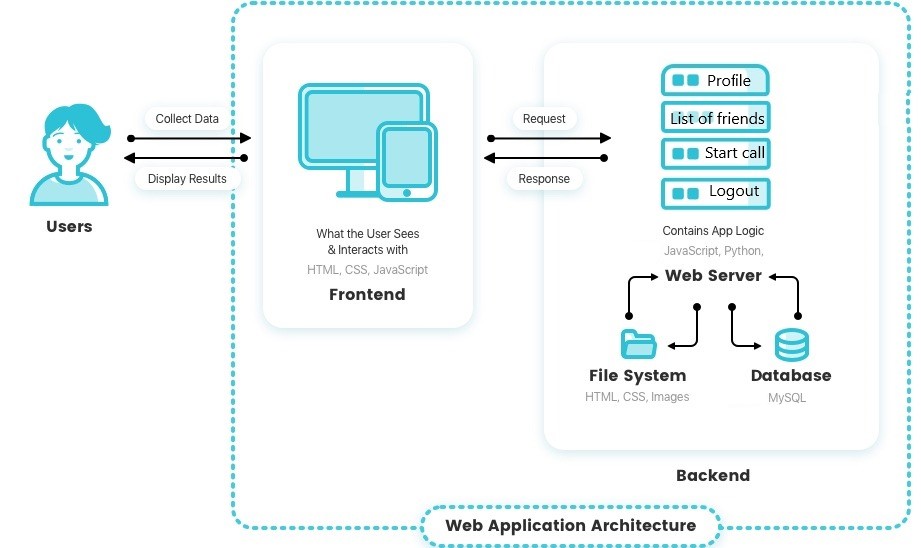 Collect Data
Display Results
Users
What the User Sees
& Interacts with
HTML, CSS, JavaScript
Frontend
Request
Response
Profile
List of friends
Start call
Logout
Contains App Logic
JavaScript, Python,
Web Server
File System
HTML, CSS, Images
Database
MySQL
Backend
Web Application Architecture